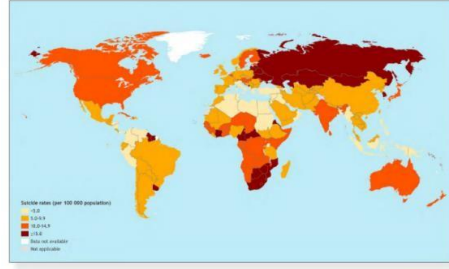 Suicide rates (per 100 000 population)
<5.0
5.0-9.9
10.0-14.9
≥15.0
Data not available
Not applicable